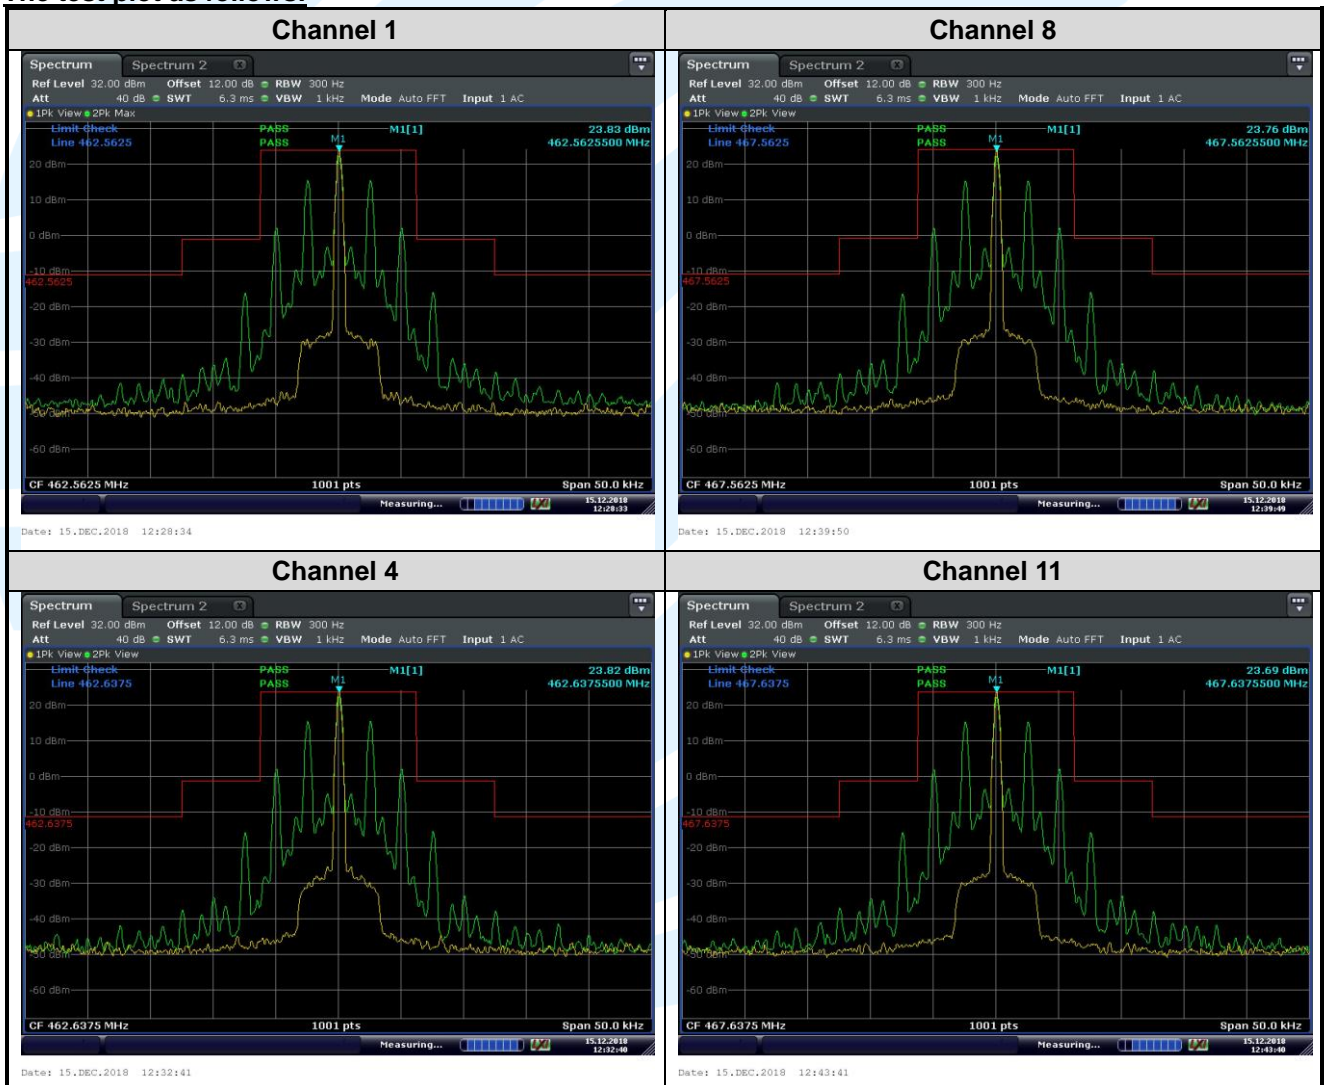 The test plot as follows:
Channel 1
Spectrum Spectrum 2
Ref Level 32.00 dBm Offset 12.00 dB RBW 300 Hz
Att 40 dB SWT 6.3 ms VBW 1 kHz Mode Auto FFT Input 1 AC
1Pk View 2Pk Max
Limit Check PASS M1[1] 23.83 dBm
Line 462.5625 PASS M1 462.5625500 MHz
20 dBm
10 dBm
0 dBm
-10 dBm
462.5625
-20 dBm
-30 dBm
-40 dBm
-50 dBm
-60 dBm
CF 462.5625 MHz 1001 pts Span 50.0 kHz
Measuring... 15.12.2018
12:28:33
Date: 15.DEC.2018 12:28:34
Channel 8
Spectrum Spectrum 2
Ref Level 32.00 dBm Offset 12.00 dB RBW 300 Hz
Att 40 dB SWT 6.3 ms VBW 1 kHz Mode Auto FFT Input 1 AC
1Pk View 2Pk View
Limit Check PASS M1[1] 23.76 dBm
Line 467.5625 PASS M1 467.5625500 MHz
20 dBm
10 dBm
0 dBm
-10 dBm
467.5625
-20 dBm
-30 dBm
-40 dBm
-50 dBm
-60 dBm
CF 467.5625 MHz 1001 pts Span 50.0 kHz
Measuring... 15.12.2018
12:39:49
Date: 15.DEC.2018 12:39:50
Channel 4
Spectrum Spectrum 2
Ref Level 32.00 dBm Offset 12.00 dB RBW 300 Hz
Att 40 dB SWT 6.3 ms VBW 1 kHz Mode Auto FFT Input 1 AC
1Pk View 2Pk View
Limit Check PASS M1[1] 23.82 dBm
Line 462.6375 PASS M1 462.6375500 MHz
20 dBm
10 dBm
0 dBm
-10 dBm
462.6375
-20 dBm
-30 dBm
-40 dBm
-50 dBm
-60 dBm
CF 462.6375 MHz 1001 pts Span 50.0 kHz
Measuring... 15.12.2018
12:32:40
Date: 15.DEC.2018 12:32:41
Channel 11
Spectrum Spectrum 2
Ref Level 32.00 dBm Offset 12.00 dB RBW 300 Hz
Att 40 dB SWT 6.3 ms VBW 1 kHz Mode Auto FFT Input 1 AC
1Pk View 2Pk View
Limit Check PASS M1[1] 23.69 dBm
Line 467.6375 PASS M1 467.6375500 MHz
20 dBm
10 dBm
0 dBm
-10 dBm
467.6375
-20 dBm
-30 dBm
-40 dBm
-50 dBm
-60 dBm
CF 467.6375 MHz 1001 pts Span 50.0 kHz
Measuring... 15.12.2018
12:43:40
Date: 15.DEC.2018 12:43:41